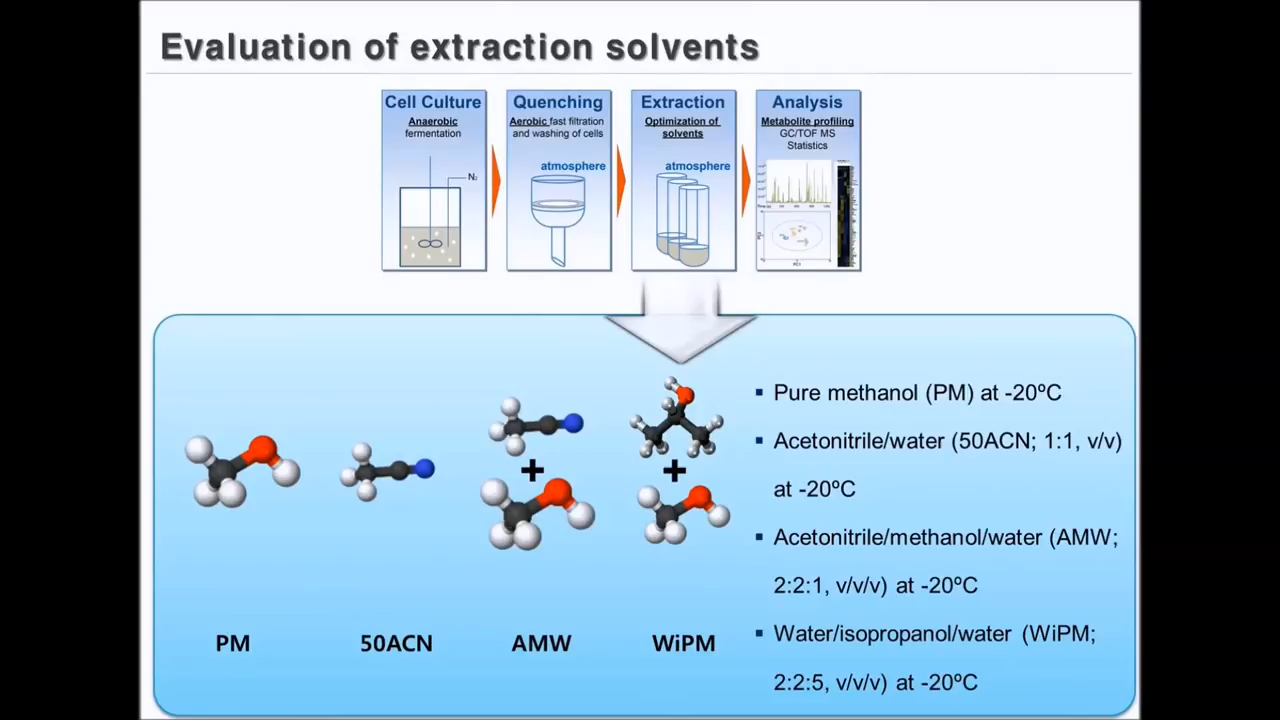 Evaluation of extraction solvents
Cell Culture
Anaerobic
fermentation
N2
Quenching
Aerobic fast filtration
and washing of cells
atmosphere
Extraction
Optimization of
solvents
atmosphere
Analysis
Metabolite profiling
GC/TOF MS
Statistics
PC1
+
+
PM
50ACN
AMW
WiPM
▪ Pure methanol (PM) at -20ºC
▪ Acetonitrile/water (50ACN; 1:1, v/v)
at -20ºC
▪ Acetonitrile/methanol/water (AMW;
2:2:1, v/v/v) at -20ºC
▪ Water/isopropanol/water (WiPM;
2:2:5, v/v/v) at -20ºC